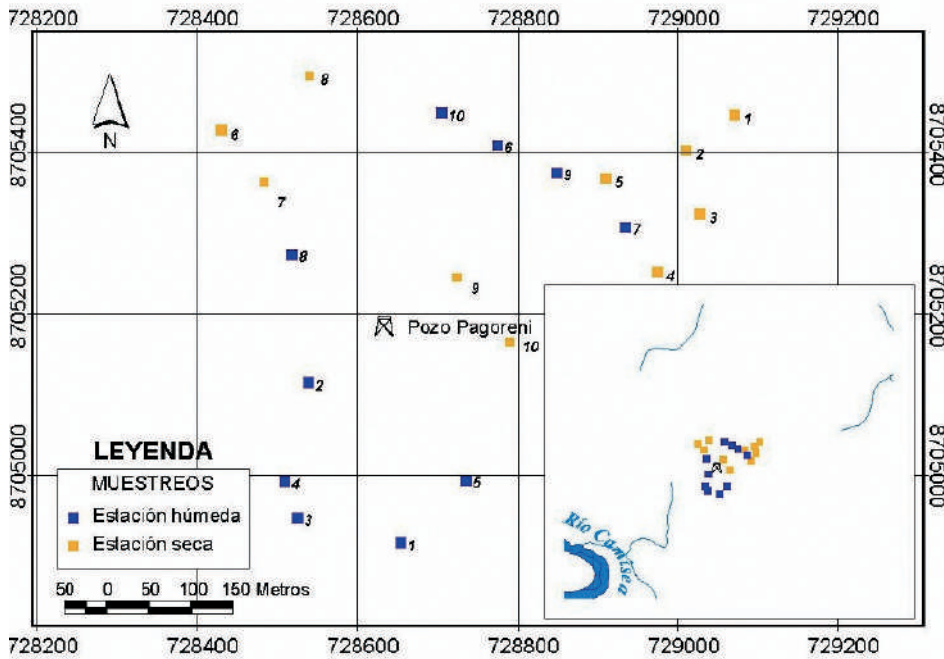 728200 728400 728600 728800 729000 729200
8
10
1
6
6
2
8705400 8705400
9
5
7
3
7
8
4
9
8705200 8705200
Pozo Pagoreni
10
N
2
LEYENDA
MUESTREOS
Estación húmeda
Estación seca
4
5
3
1
8705000 8705000
50 0 50 100 150 Metros
Río Camisea
728200 728400 728600 728800 729000 729200